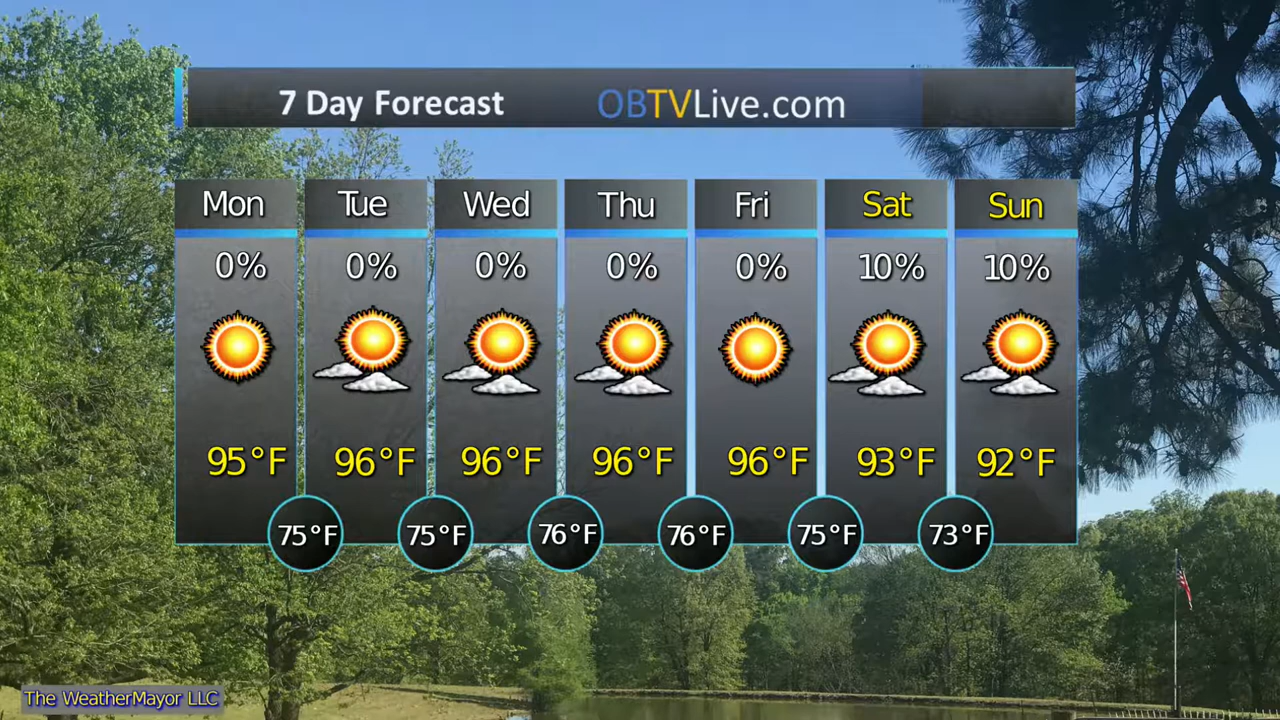 7 Day Forecast OBTVLive.com
Mon Tue Wed Thu Fri Sat Sun
0% 0% 0% 0% 0% 10% 10%
95°F 96°F 96°F 96°F 96°F 93°F 92°F
75°F 75°F 76°F 76°F 75°F 73°F
The WeatherMayor LLC